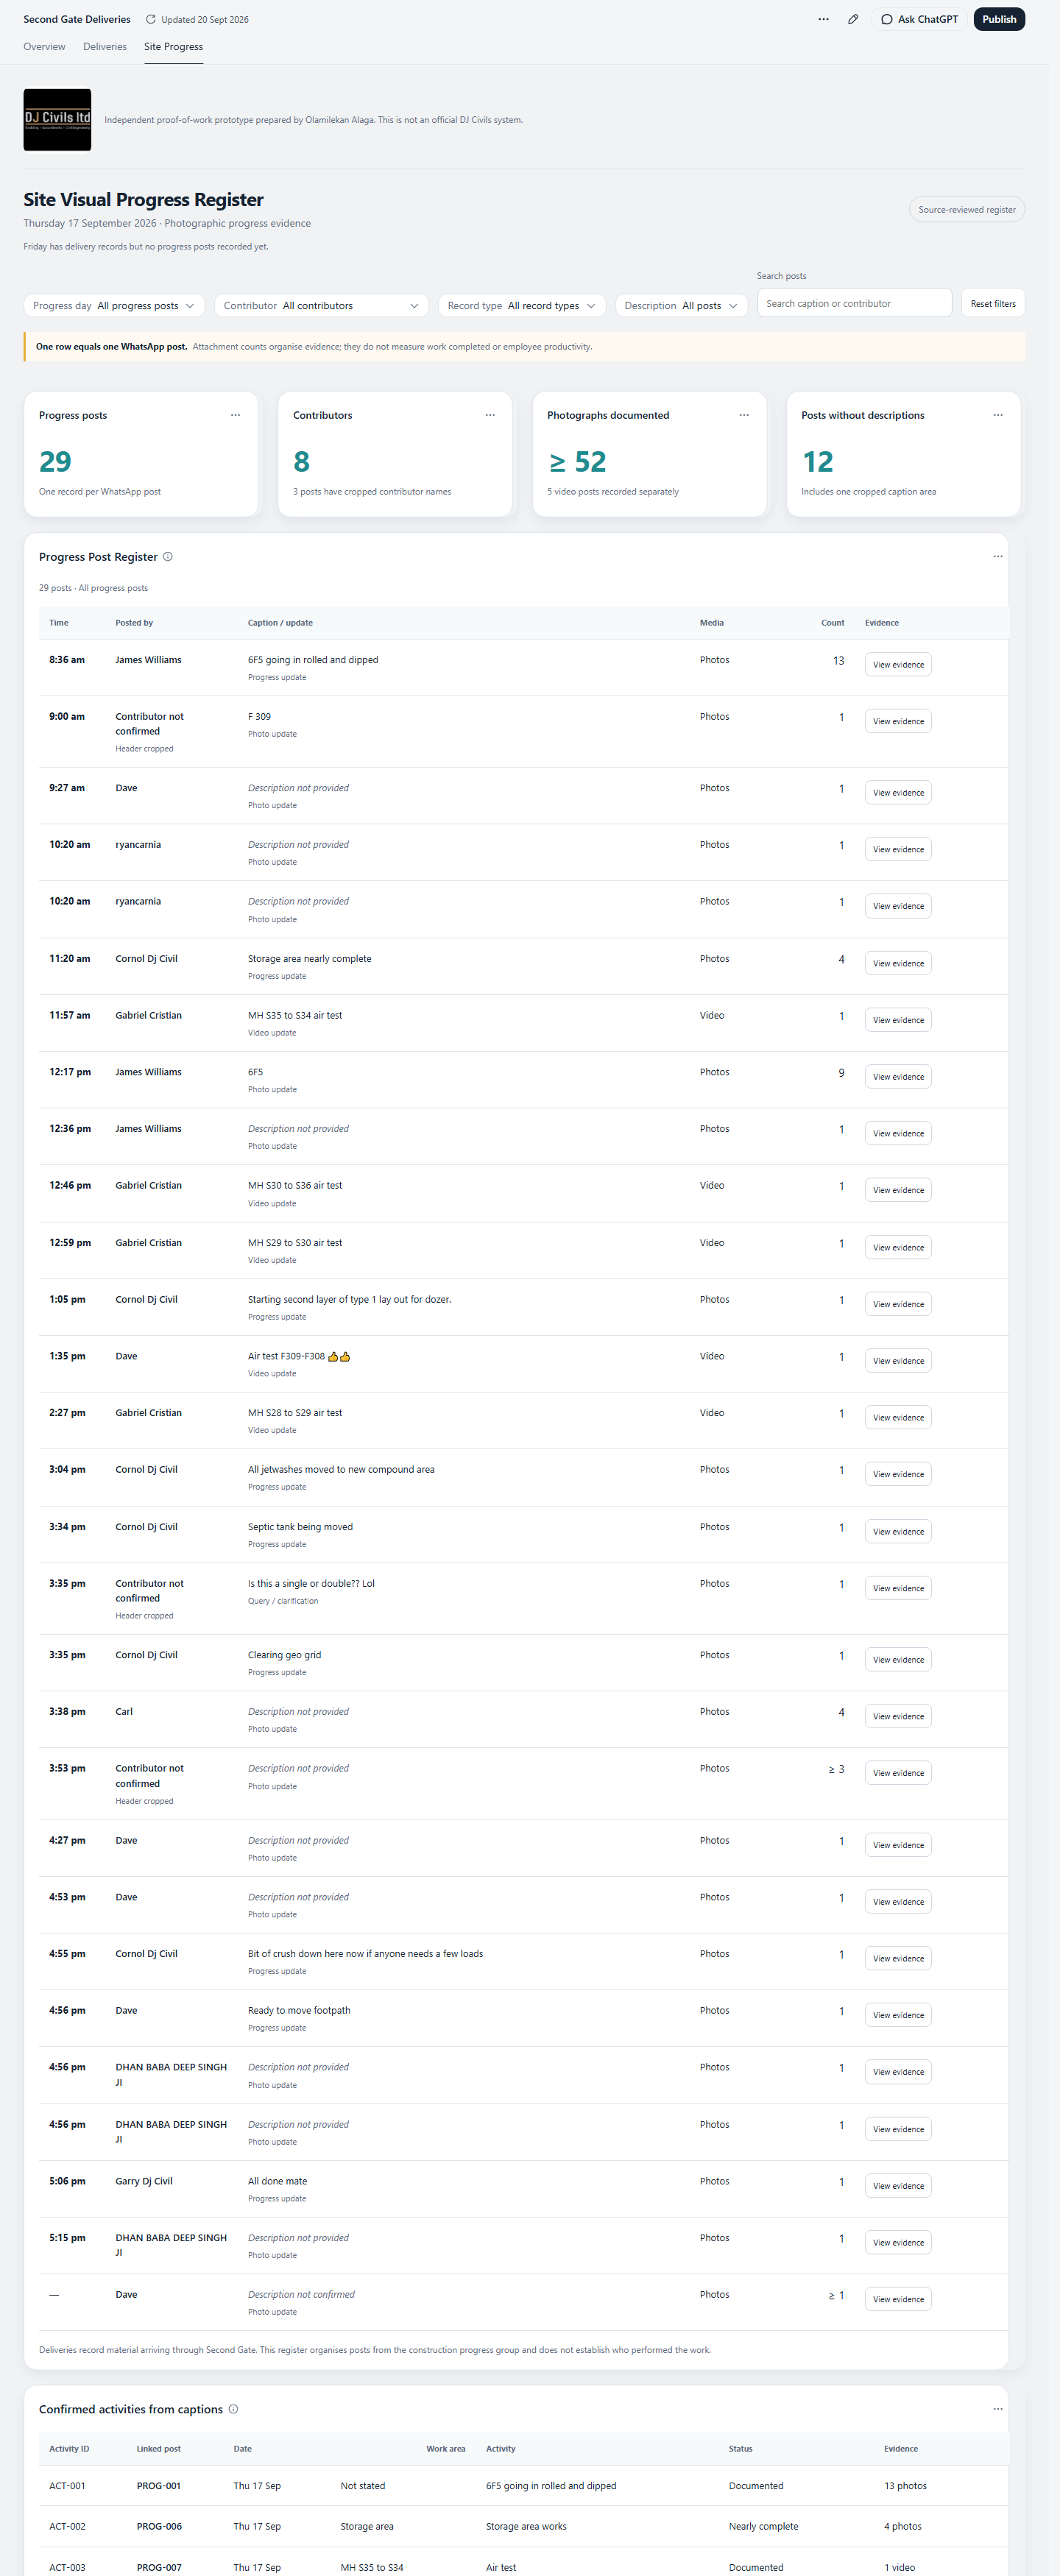 Second Gate Deliveries Updated 20 Sept 2026 ··· Ask ChatGPT Publish
Overview Deliveries Site Progress
DJ Civils ltd
Independent proof-of-work prototype prepared by Olamilekan Alaga. This is not an official DJ Civils system.
Site Visual Progress Register
Thursday 17 September 2026 · Photographic progress evidence
Source-reviewed register
Friday has delivery records but no progress posts recorded yet.
Search posts
Progress day All progress posts Contributor All contributors Record type All record types Description All posts Search caption or contributor Reset filters
One row equals one WhatsApp post. Attachment counts organise evidence; they do not measure work completed or employee productivity.
Progress posts ··· Contributors ··· Photographs documented ··· Posts without descriptions ···
29 8 ≥ 52 12
One record per WhatsApp post 3 posts have cropped contributor names 5 video posts recorded separately Includes one cropped caption area
Progress Post Register ···
29 posts · All progress posts
Time Posted by Caption / update Media Count Evidence
8:36 am James Williams 6F5 going in rolled and dipped Photos 13 View evidence
Progress update
9:00 am Contributor not F 309 Photos 1 View evidence
confirmed Photo update
Header cropped
9:27 am Dave Description not provided Photos 1 View evidence
Photo update
10:20 am ryancarnia Description not provided Photos 1 View evidence
Photo update
10:20 am ryancarnia Description not provided Photos 1 View evidence
Photo update
11:20 am Cornol Dj Civil Storage area nearly complete Photos 4 View evidence
Progress update
11:57 am Gabriel Cristian MH S35 to S34 air test Video 1 View evidence
Video update
12:17 pm James Williams 6F5 Photos 9 View evidence
Photo update
12:36 pm James Williams Description not provided Photos 1 View evidence
Photo update
12:46 pm Gabriel Cristian MH S30 to S36 air test Video 1 View evidence
Video update
12:59 pm Gabriel Cristian MH S29 to S30 air test Video 1 View evidence
Video update
1:05 pm Cornol Dj Civil Starting second layer of type 1 lay out for dozer. Photos 1 View evidence
Progress update
1:35 pm Dave Air test F309-F308 👍👍 Video 1 View evidence
Video update
2:27 pm Gabriel Cristian MH S28 to S29 air test Video 1 View evidence
Video update
3:04 pm Cornol Dj Civil All jetwashes moved to new compound area Photos 1 View evidence
Progress update
3:34 pm Cornol Dj Civil Septic tank being moved Photos 1 View evidence
Progress update
3:35 pm Contributor not Is this a single or double?? Lol Photos 1 View evidence
confirmed Query / clarification
Header cropped
3:35 pm Cornol Dj Civil Clearing geo grid Photos 1 View evidence
Progress update
3:38 pm Carl Description not provided Photos 4 View evidence
Photo update
3:53 pm Contributor not Description not provided Photos ≥ 3 View evidence
confirmed Photo update
Header cropped
4:27 pm Dave Description not provided Photos 1 View evidence
Photo update
4:53 pm Dave Description not provided Photos 1 View evidence
Photo update
4:55 pm Cornol Dj Civil Bit of crush down here now if anyone needs a few loads Photos 1 View evidence
Progress update
4:56 pm Dave Ready to move footpath Photos 1 View evidence
Progress update
4:56 pm DHAN BABA DEEP SINGH Description not provided Photos 1 View evidence
JI Photo update
4:56 pm DHAN BABA DEEP SINGH Description not provided Photos 1 View evidence
JI Photo update
5:06 pm Garry Dj Civil All done mate Photos 1 View evidence
Progress update
5:15 pm DHAN BABA DEEP SINGH Description not provided Photos 1 View evidence
JI Photo update
— Dave Description not confirmed Photos ≥ 1 View evidence
Photo update
Deliveries record material arriving through Second Gate. This register organises posts from the construction progress group and does not establish who performed the work.
Confirmed activities from captions ···
Activity ID Linked post Date Work area Activity Status Evidence
ACT-001 PROG-001 Thu 17 Sep Not stated 6F5 going in rolled and dipped Documented 13 photos
ACT-002 PROG-006 Thu 17 Sep Storage area Storage area works Nearly complete 4 photos
ACT-003 PROG-007 Thu 17 Sep MH S35 to S34 Air test Documented 1 video